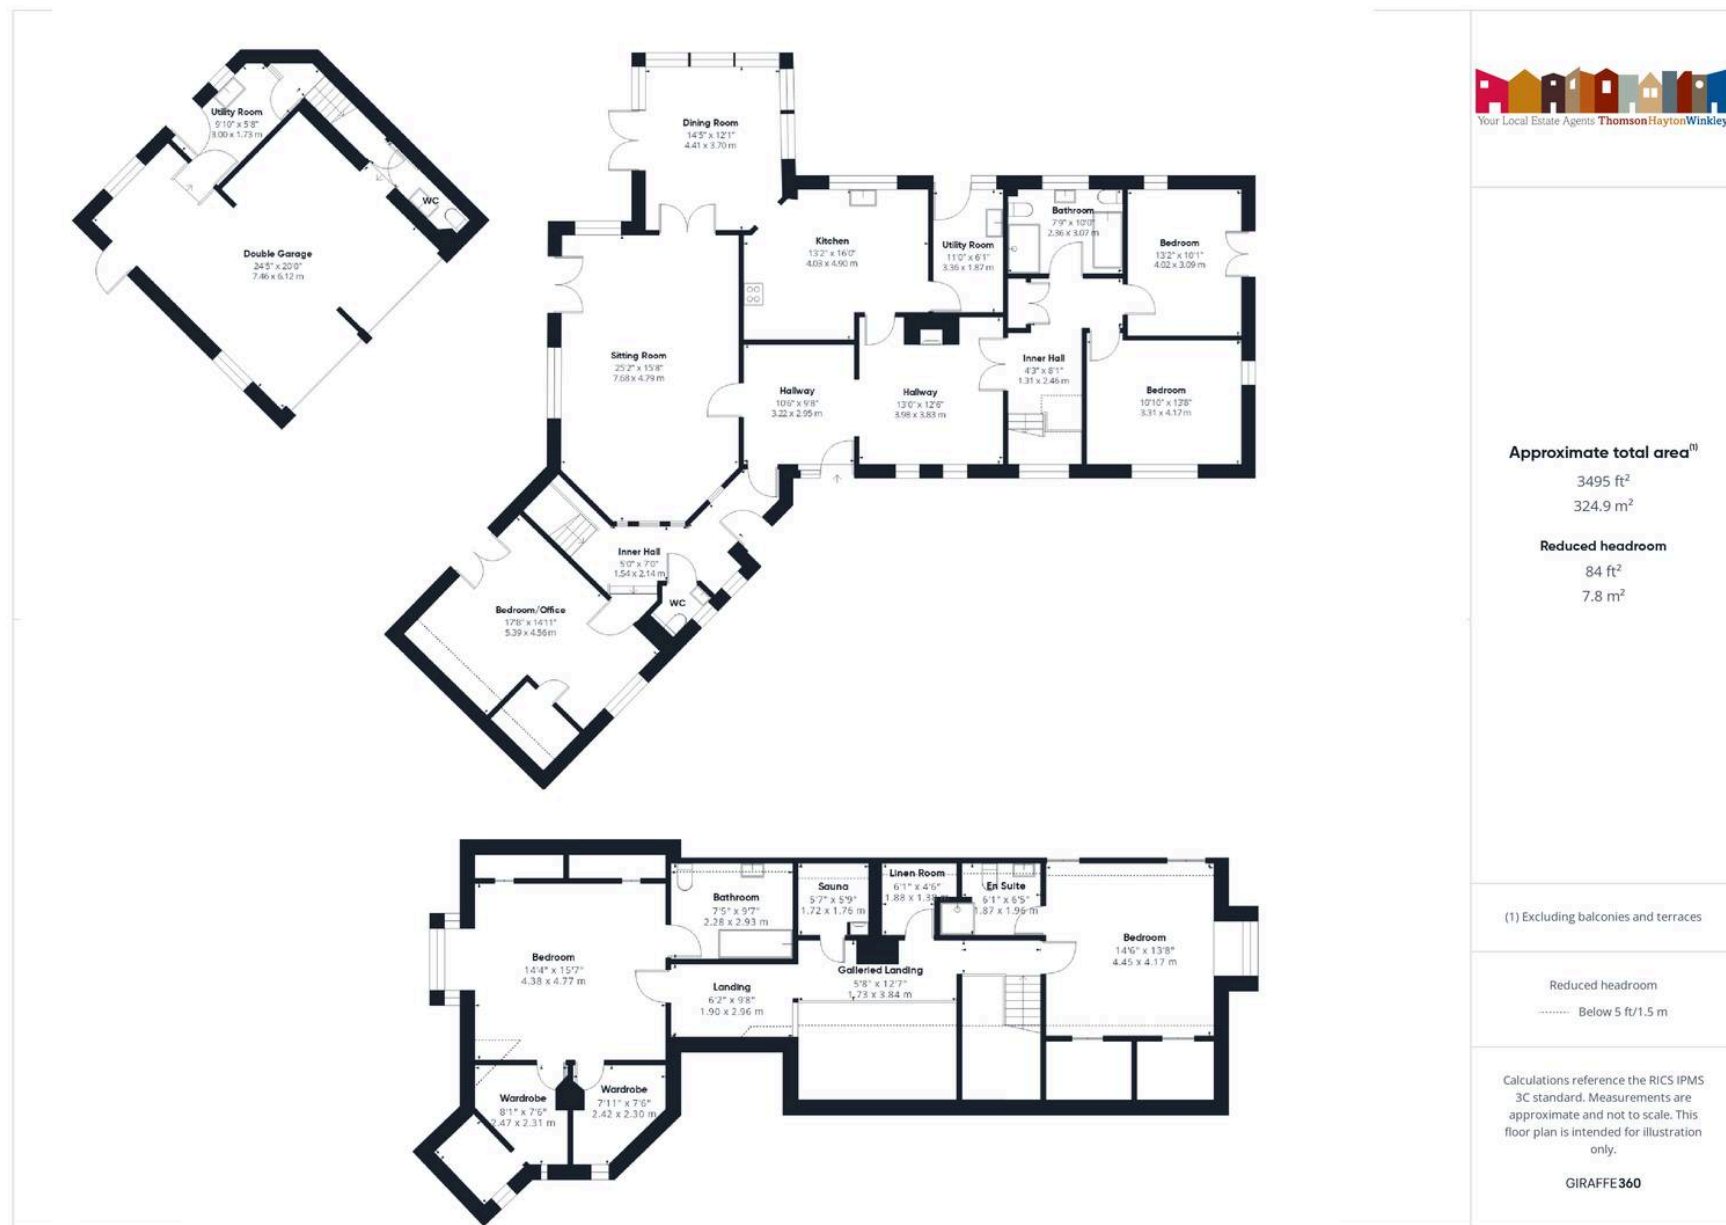 Utility Room
9'10" x 5'8"
3.00 x 1.73 m
WC
Double Garage
24'5" x 20'0"
7.46 x 6.12 m
Dining Room
14'5" x 12'1"
4.41 x 3.70 m
Kitchen
13'2" x 16'0"
4.03 x 4.90 m
Utility Room
11'0" x 6'1"
3.36 x 1.87 m
Bathroom
7'9" x 10'0"
2.36 x 3.07 m
Bedroom
13'2" x 10'1"
4.02 x 3.09 m
Sitting Room
25'2" x 15'8"
7.68 x 4.79 m
Hallway
10'6" x 9'8"
3.22 x 2.95 m
Hallway
13'0" x 12'6"
3.98 x 3.83 m
Inner Hall
4'3" x 8'1"
1.31 x 2.46 m
Bedroom
10'10" x 13'8"
3.31 x 4.17 m
Inner Hall
5'0" x 7'0"
1.54 x 2.14 m
WC
Bedroom/Office
17'8" x 14'11"
5.39 x 4.56 m
Bedroom
14'4" x 15'7"
4.38 x 4.77 m
Bathroom
7'5" x 9'7"
2.28 x 2.93 m
Sauna
5'7" x 5'9"
1.72 x 1.76 m
Linen Room
6'1" x 4'6"
1.88 x 1.38 m
En Suite
6'1" x 6'5"
1.87 x 1.96 m
Bedroom
14'6" x 13'8"
4.45 x 4.17 m
Landing
6'2" x 9'8"
1.90 x 2.96 m
Galleried Landing
5'8" x 12'7"
1.73 x 3.84 m
Wardrobe
8'1" x 7'6"
2.47 x 2.31 m
Wardrobe
7'11" x 7'6"
2.42 x 2.30 m
Your Local Estate Agents ThomsonHaytonWinkley
Approximate total area(1)
3495 ft²
324.9 m²
Reduced headroom
84 ft²
7.8 m²
(1) Excluding balconies and terraces
Reduced headroom
Below 5 ft/1.5 m
Calculations reference the RICS IPMS
3C standard. Measurements are
approximate and not to scale. This
floor plan is intended for illustration
only.
GIRAFFE360